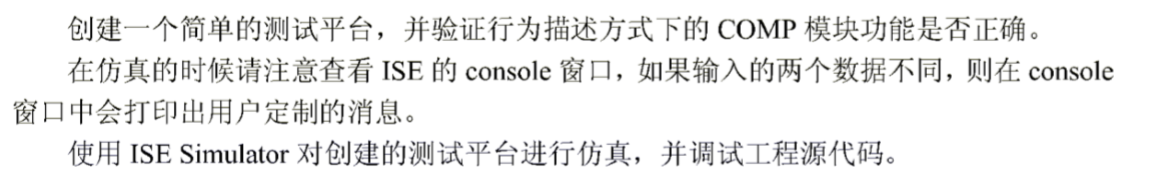 创建一个简单的测试平台，并验证行为描述方式下的 COMP 模块功能是否正确。
在仿真的时候请注意查看 ISE 的 console 窗口，如果输入的两个数据不同，则在 console
窗口中会打印出用户定制的消息。
使用 ISE Simulator 对创建的测试平台进行仿真，并调试工程源代码。